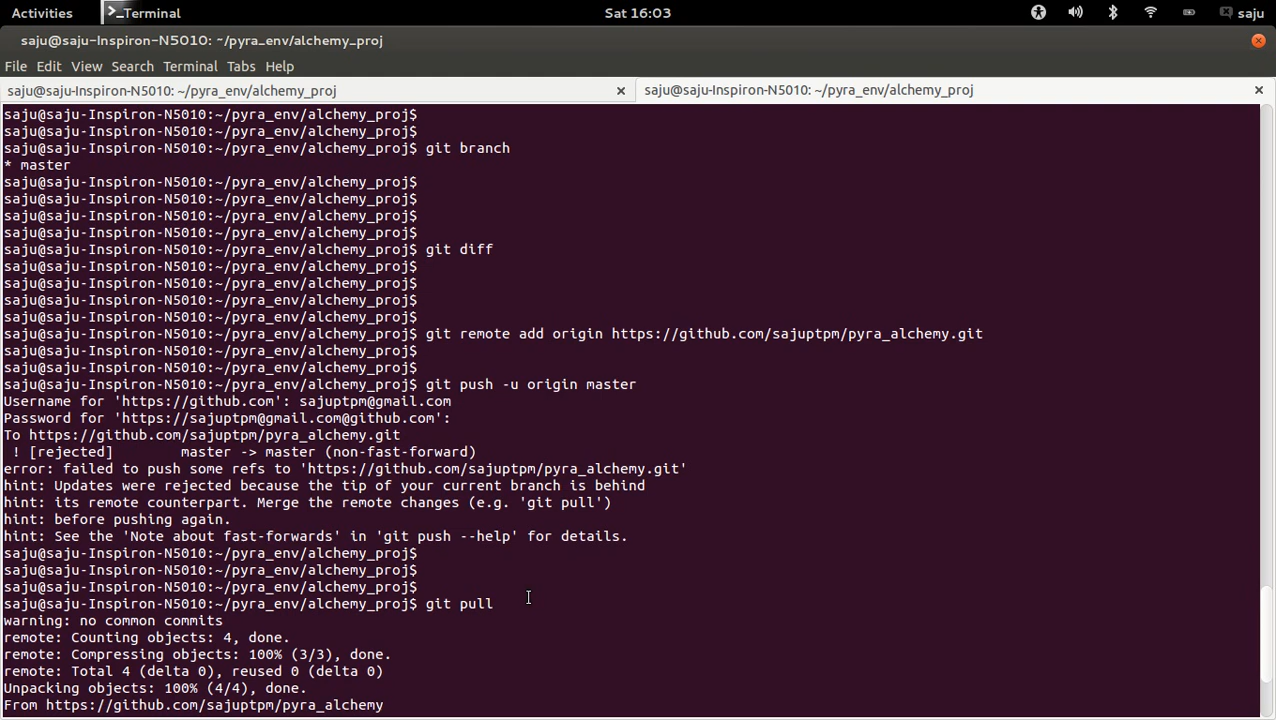 Activities Terminal Sat 16:03 saju
saju@saju-Inspiron-N5010: ~/pyra_env/alchemy_proj
File Edit View Search Terminal Tabs Help
saju@saju-Inspiron-N5010: ~/pyra_env/alchemy_proj saju@saju-Inspiron-N5010: ~/pyra_env/alchemy_proj
saju@saju-Inspiron-N5010:~/pyra_env/alchemy_proj$
saju@saju-Inspiron-N5010:~/pyra_env/alchemy_proj$
saju@saju-Inspiron-N5010:~/pyra_env/alchemy_proj$ git branch
* master
saju@saju-Inspiron-N5010:~/pyra_env/alchemy_proj$
saju@saju-Inspiron-N5010:~/pyra_env/alchemy_proj$
saju@saju-Inspiron-N5010:~/pyra_env/alchemy_proj$
saju@saju-Inspiron-N5010:~/pyra_env/alchemy_proj$
saju@saju-Inspiron-N5010:~/pyra_env/alchemy_proj$ git diff
saju@saju-Inspiron-N5010:~/pyra_env/alchemy_proj$
saju@saju-Inspiron-N5010:~/pyra_env/alchemy_proj$
saju@saju-Inspiron-N5010:~/pyra_env/alchemy_proj$
saju@saju-Inspiron-N5010:~/pyra_env/alchemy_proj$
saju@saju-Inspiron-N5010:~/pyra_env/alchemy_proj$ git remote add origin https://github.com/sajuptpm/pyra_alchemy.git
saju@saju-Inspiron-N5010:~/pyra_env/alchemy_proj$
saju@saju-Inspiron-N5010:~/pyra_env/alchemy_proj$
saju@saju-Inspiron-N5010:~/pyra_env/alchemy_proj$ git push -u origin master
Username for 'https://github.com': sajuptpm@gmail.com
Password for 'https://sajuptpm@gmail.com@github.com':
To https://github.com/sajuptpm/pyra_alchemy.git
 ! [rejected]        master -> master (non-fast-forward)
error: failed to push some refs to 'https://github.com/sajuptpm/pyra_alchemy.git'
hint: Updates were rejected because the tip of your current branch is behind
hint: its remote counterpart. Merge the remote changes (e.g. 'git pull')
hint: before pushing again.
hint: See the 'Note about fast-forwards' in 'git push --help' for details.
saju@saju-Inspiron-N5010:~/pyra_env/alchemy_proj$
saju@saju-Inspiron-N5010:~/pyra_env/alchemy_proj$
saju@saju-Inspiron-N5010:~/pyra_env/alchemy_proj$
saju@saju-Inspiron-N5010:~/pyra_env/alchemy_proj$ git pull
warning: no common commits
remote: Counting objects: 4, done.
remote: Compressing objects: 100% (3/3), done.
remote: Total 4 (delta 0), reused 0 (delta 0)
Unpacking objects: 100% (4/4), done.
From https://github.com/sajuptpm/pyra_alchemy